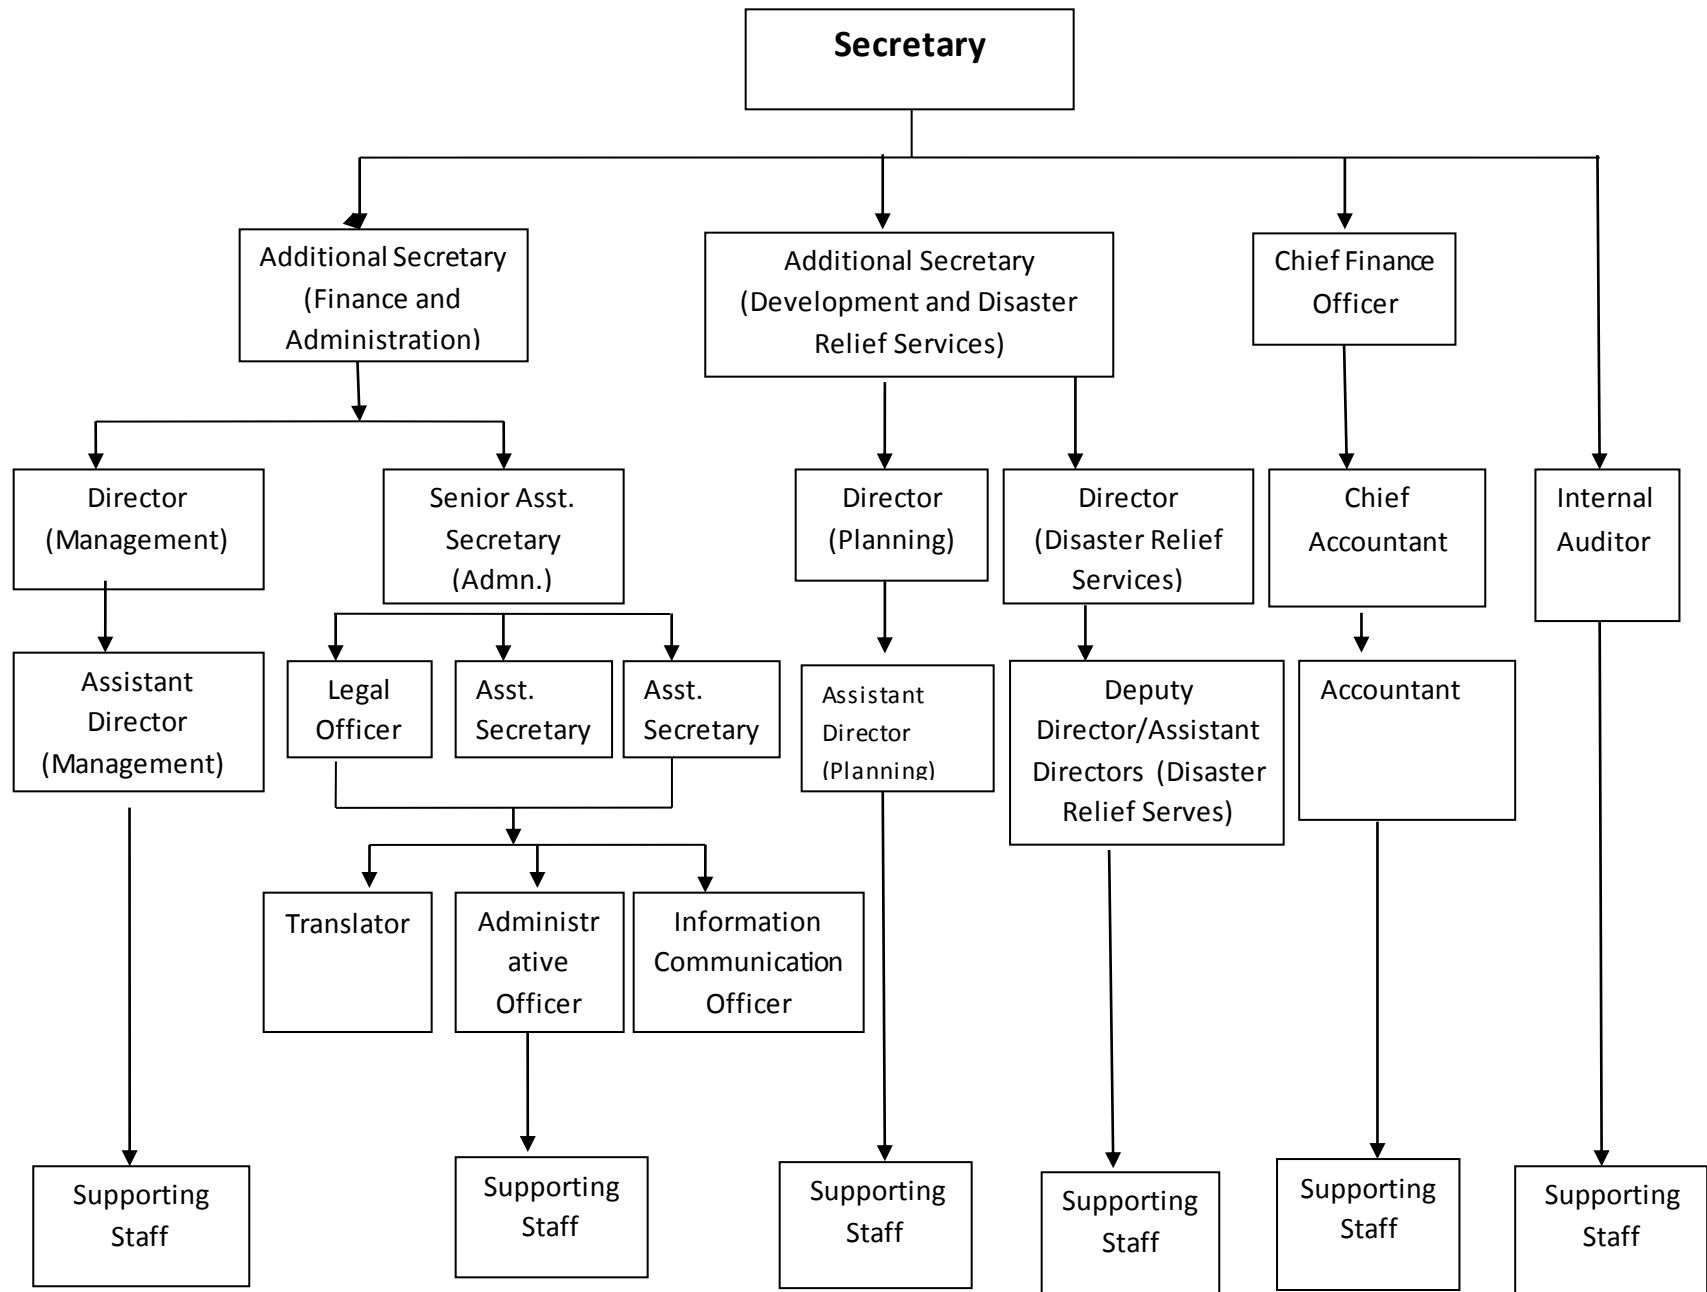 Secretary
Additional Secretary
(Finance and
Administration)
Additional Secretary
(Development and Disaster
Relief Services)
Chief Finance
Officer
Director
(Management)
Senior Asst.
Secretary
(Admn.)
Director
(Planning)
Director
(Disaster Relief
Services)
Chief
Accountant
Internal
Auditor
Assistant
Director
(Management)
Legal
Officer
Asst.
Secretary
Asst.
Secretary
Assistant
Director
(Planning)
Deputy
Director/Assistant
Directors (Disaster
Relief Serves)
Accountant
Translator
Administr
ative
Officer
Information
Communication
Officer
Supporting
Staff
Supporting
Staff
Supporting
Staff
Supporting
Staff
Supporting
Staff
Supporting
Staff